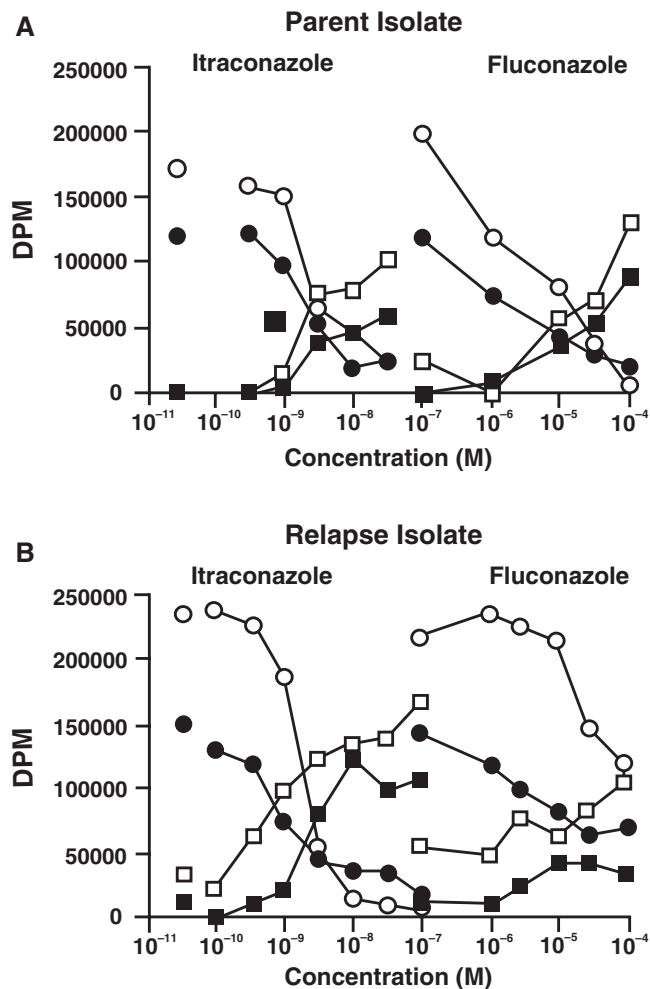 A
Parent Isolate
Itraconazole
Fluconazole
250000
200000
150000
100000
50000
0
DPM
10⁻¹¹ 10⁻¹⁰ 10⁻⁹ 10⁻⁸ 10⁻⁷ 10⁻⁶ 10⁻⁵ 10⁻⁴
Concentration (M)
B
Relapse Isolate
Itraconazole
Fluconazole
250000
200000
150000
100000
50000
0
DPM
10⁻¹¹ 10⁻¹⁰ 10⁻⁹ 10⁻⁸ 10⁻⁷ 10⁻⁶ 10⁻⁵ 10⁻⁴
Concentration (M)